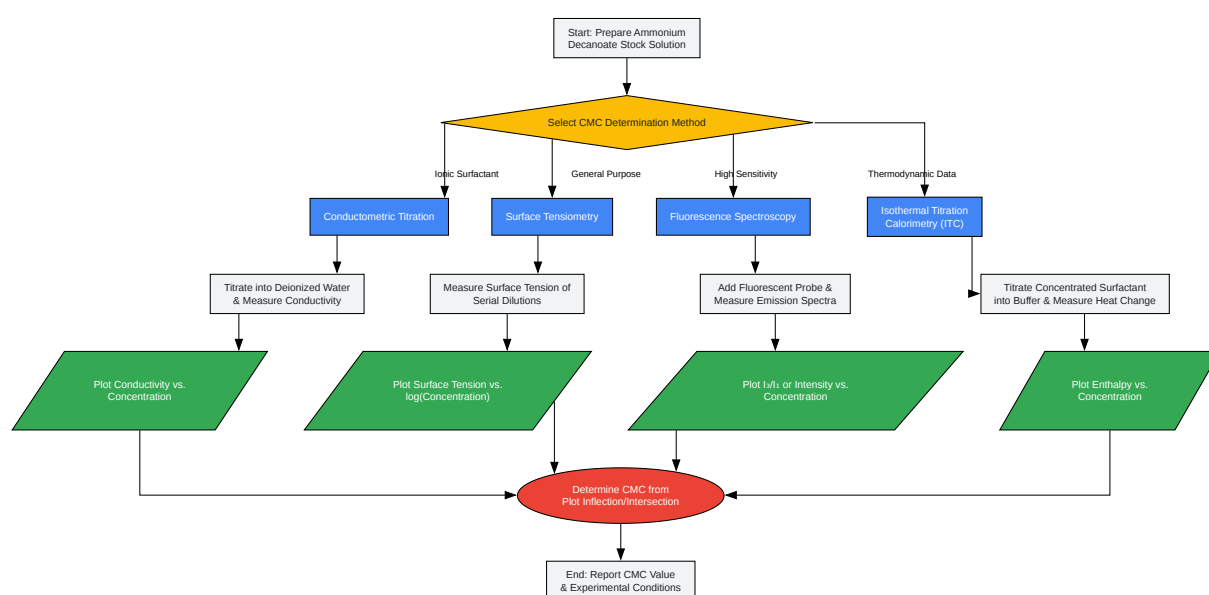 Start: Prepare Ammonium
Decanoate Stock Solution
Select CMC Determination Method
Ionic Surfactant
General Purpose
High Sensitivity
Thermodynamic Data
Conductometric Titration
Surface Tensiometry
Fluorescence Spectroscopy
Isothermal Titration
Calorimetry (ITC)
Titrate into Deionized Water
& Measure Conductivity
Measure Surface Tension of
Serial Dilutions
Add Fluorescent Probe &
Measure Emission Spectra
Titrate Concentrated Surfactant
into Buffer & Measure Heat Change
Plot Conductivity vs.
Concentration
Plot Surface Tension vs.
log(Concentration)
Plot I₃/I₁ or Intensity vs.
Concentration
Plot Enthalpy vs.
Concentration
Determine CMC from
Plot Inflection/Intersection
End: Report CMC Value
& Experimental Conditions